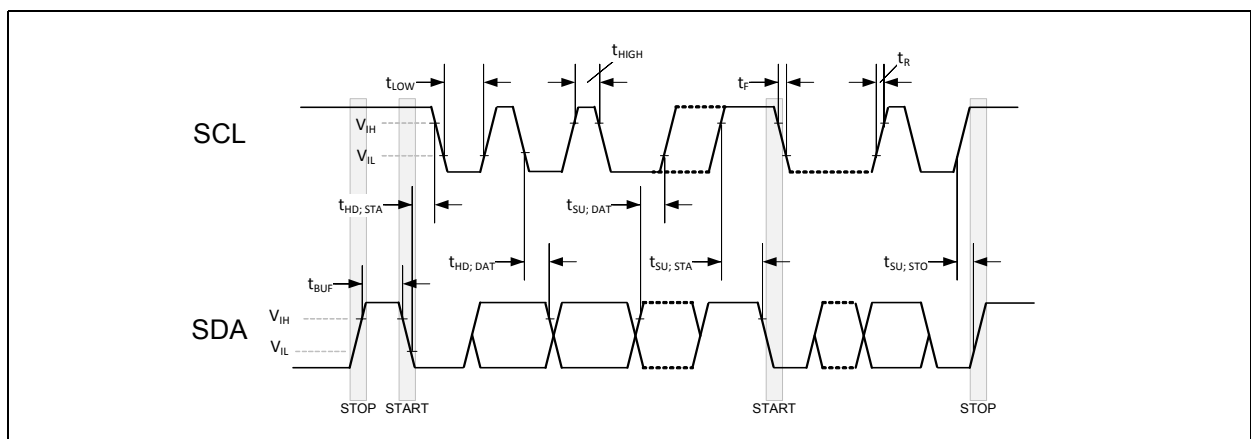 tHIGH
tLOW
tF
tR
SCL
VIH
VIL
tHD; STA
tSU; DAT
tHD; DAT
tSU; STA
tSU; STO
tBUF
SDA
VIH
VIL
STOP START START STOP